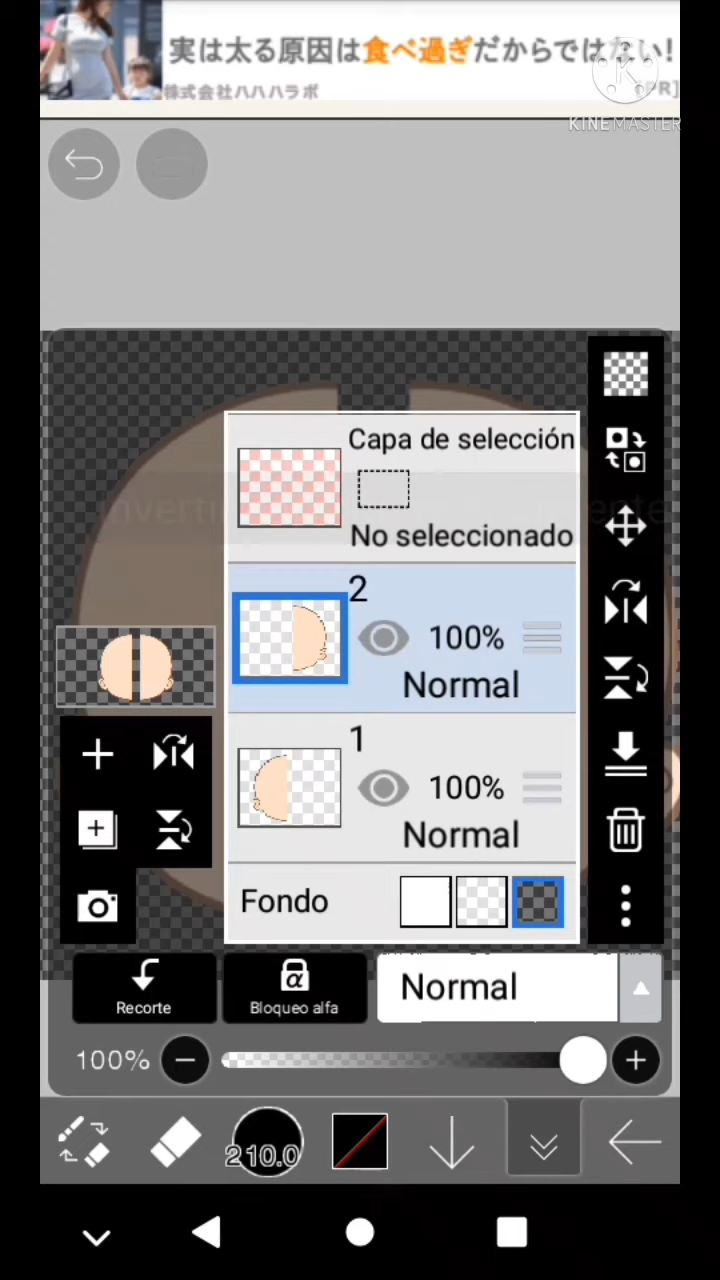 実は太る原因は食べ過ぎだからではない!
株式会社ハハハラボ
[PR]
KINEMASTER
Capa de selección
No seleccionado
2
100%
Normal
1
100%
Normal
Fondo
Recorte
α
Bloqueo alfa
Normal
100%
210.0